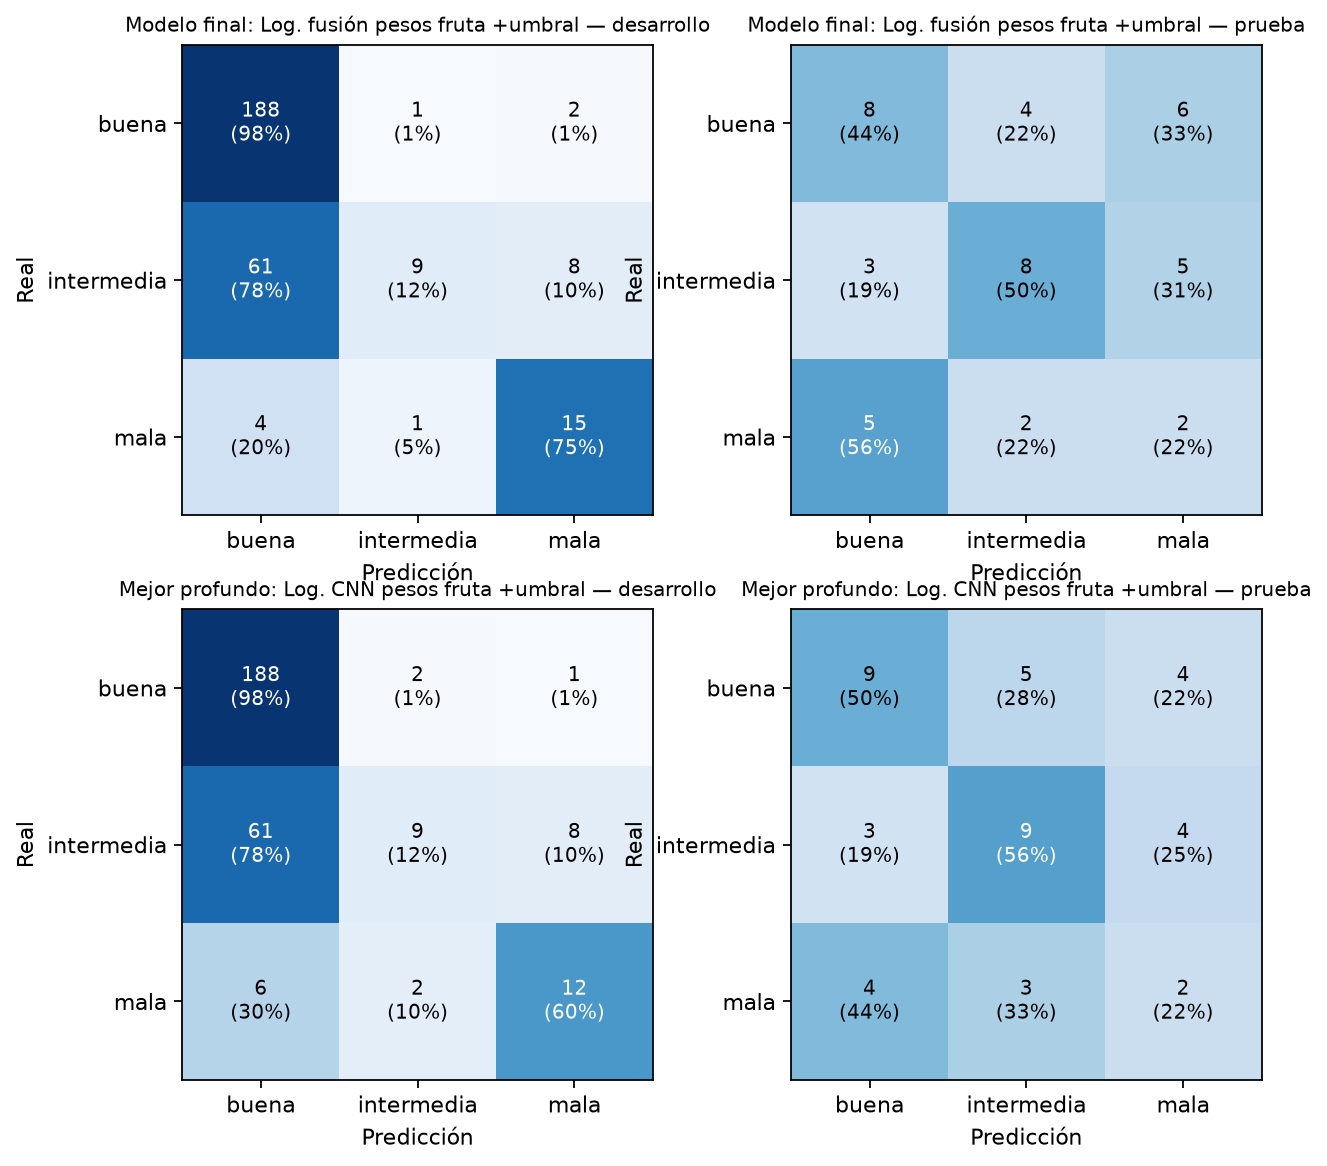 Modelo final: Log. fusión pesos fruta +umbral — desarrollo
188
(98%)
1
(1%)
2
(1%)
61
(78%)
9
(12%)
8
(10%)
4
(20%)
1
(5%)
15
(75%)
buena
intermedia
mala
Real
buena
intermedia
mala
Predicción
Modelo final: Log. fusión pesos fruta +umbral — prueba
8
(44%)
4
(22%)
6
(33%)
3
(19%)
8
(50%)
5
(31%)
5
(56%)
2
(22%)
2
(22%)
buena
intermedia
mala
Real
buena
intermedia
mala
Predicción
Mejor profundo: Log. CNN pesos fruta +umbral — desarrollo
188
(98%)
2
(1%)
1
(1%)
61
(78%)
9
(12%)
8
(10%)
6
(30%)
2
(10%)
12
(60%)
buena
intermedia
mala
Real
buena
intermedia
mala
Predicción
Mejor profundo: Log. CNN pesos fruta +umbral — prueba
9
(50%)
5
(28%)
4
(22%)
3
(19%)
9
(56%)
4
(25%)
4
(44%)
3
(33%)
2
(22%)
buena
intermedia
mala
Real
buena
intermedia
mala
Predicción